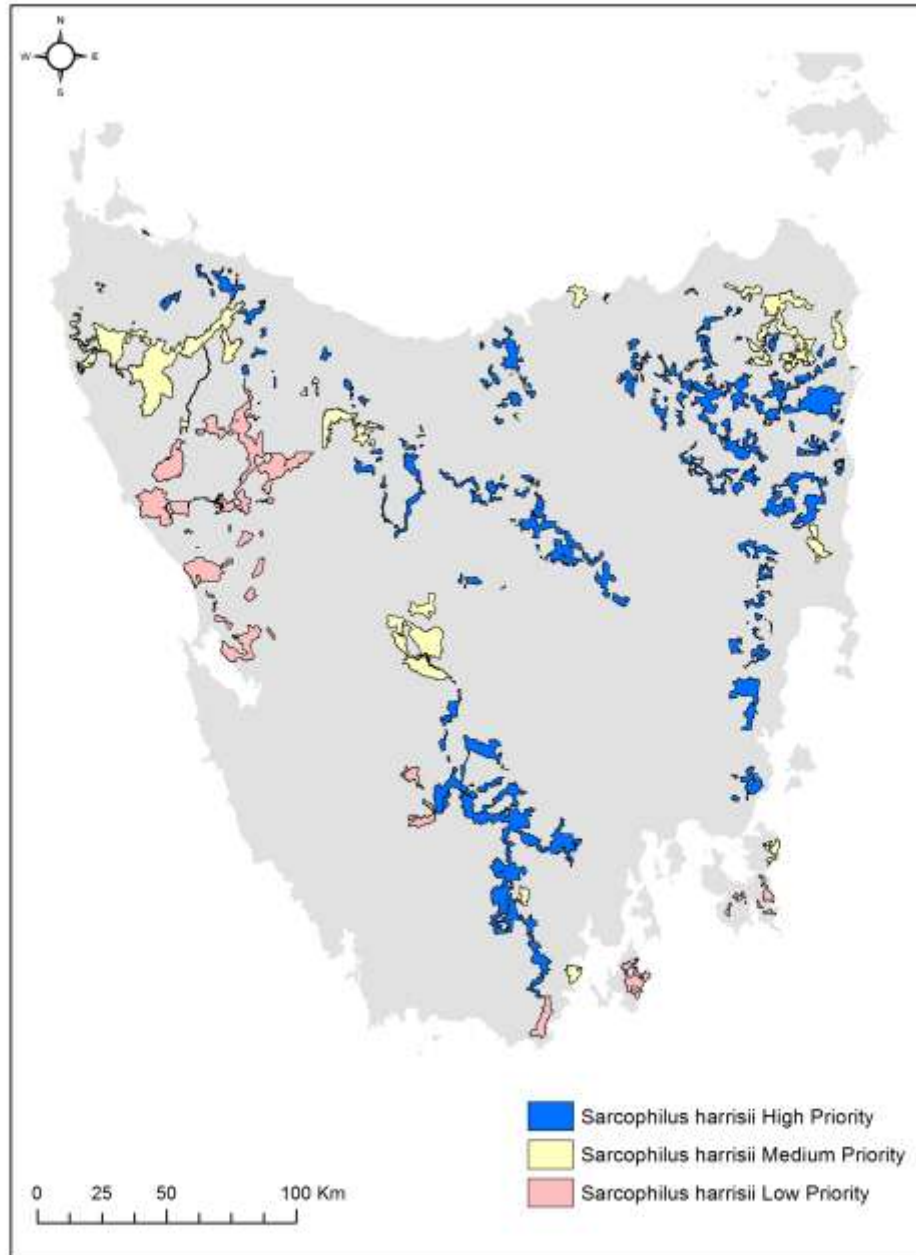 N
W E
S
Sarcophilus harrisii High Priority
Sarcophilus harrisii Medium Priority
Sarcophilus harrisii Low Priority
0 25 50 100 Km